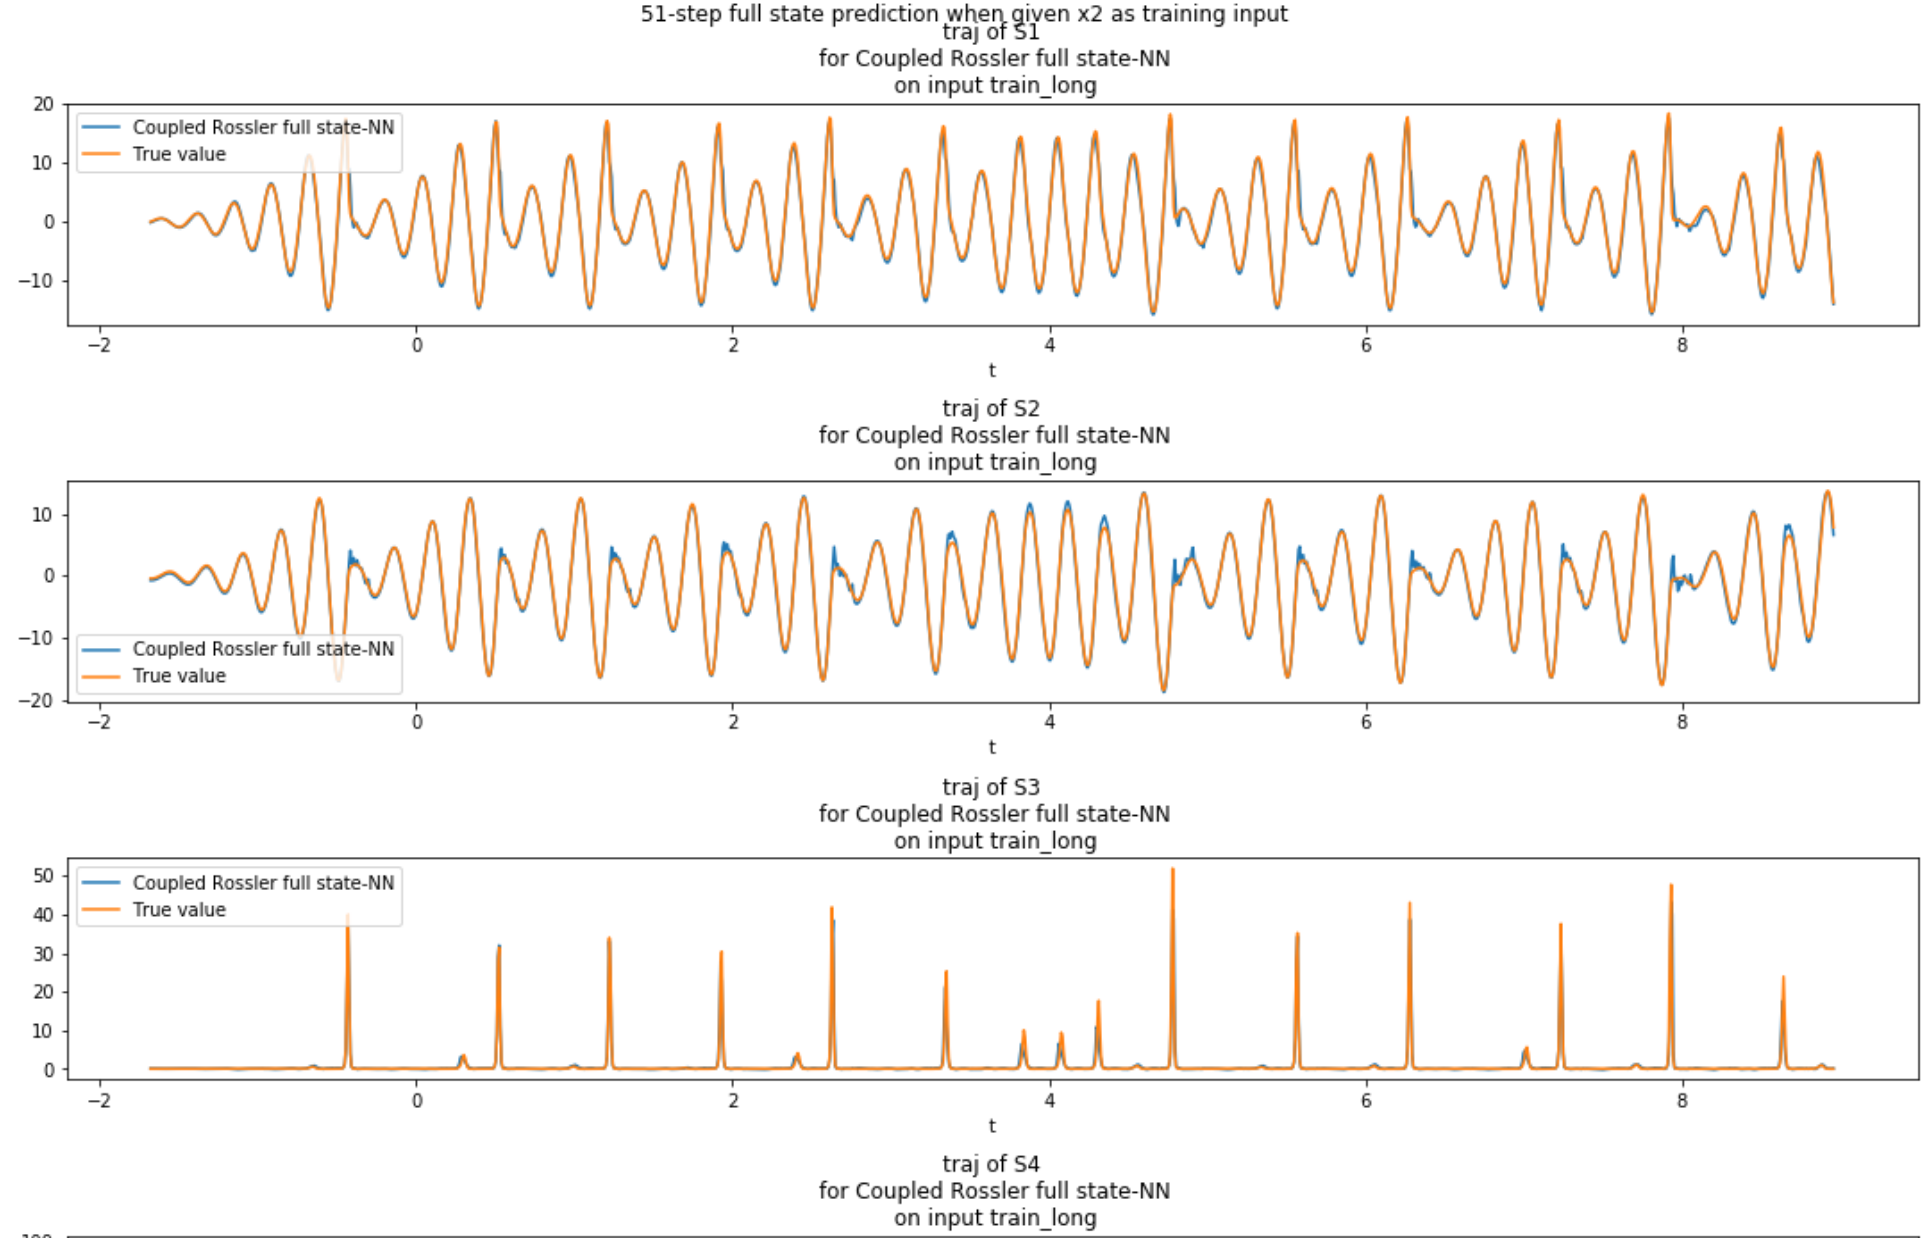 51-step full state prediction when given x2 as training input
traj of S1
for Coupled Rossler full state-NN
on input train_long
20
10
0
−10
Coupled Rossler full state-NN
True value
−2 0 2 4 6 8
t
traj of S2
for Coupled Rossler full state-NN
on input train_long
10
0
−10
−20
Coupled Rossler full state-NN
True value
−2 0 2 4 6 8
t
traj of S3
for Coupled Rossler full state-NN
on input train_long
50
40
30
20
10
0
Coupled Rossler full state-NN
True value
−2 0 2 4 6 8
t
traj of S4
for Coupled Rossler full state-NN
on input train_long